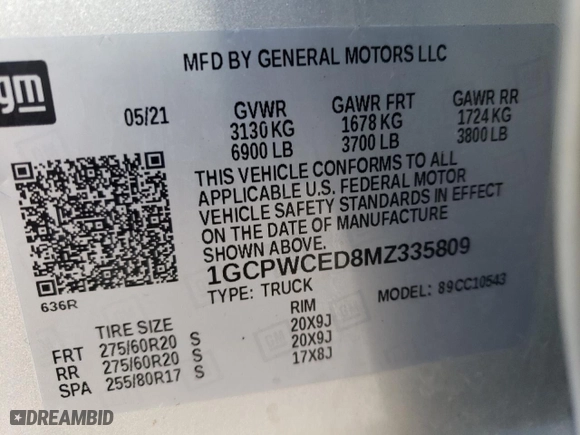 gm
MFD BY GENERAL MOTORS LLC
05/21 GVWR GAWR FRT GAWR RR
3130 KG 1678 KG 1724 KG
6900 LB 3700 LB 3800 LB
THIS VEHICLE CONFORMS TO ALL
APPLICABLE U.S. FEDERAL MOTOR
VEHICLE SAFETY STANDARDS IN EFFECT
ON THE DATE OF MANUFACTURE
SHOWN ABOVE.
1GCPWCED8MZ335809
636R
TYPE: TRUCK MODEL: 89CC10543
TIRE SIZE RIM
FRT 275/60R20 S 20X9J
RR 275/60R20 S 20X9J
SPA 255/80R17 S 17X8J
DREAMBID